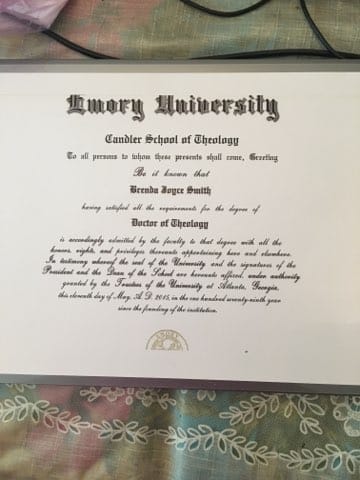 Emory University
Candler School of Theology
To all persons to whom these presents shall come, Greeting
Be it known that
Brenda Joyce Smith
having satisfied all the requirements for the degree of
Doctor of Theology
is accordingly admitted by the faculty to that degree with all the
honors, rights, and privileges thereunto appertaining here and elsewhere.
In testimony whereof the seal of the University and the signatures of the
President and the Dean of the School are hereunto affixed, under authority
granted by the Trustees of the University at Atlanta, Georgia,
this eleventh day of May, A. D. 2015, in the one hundred seventy-ninth year
since the founding of the institution.